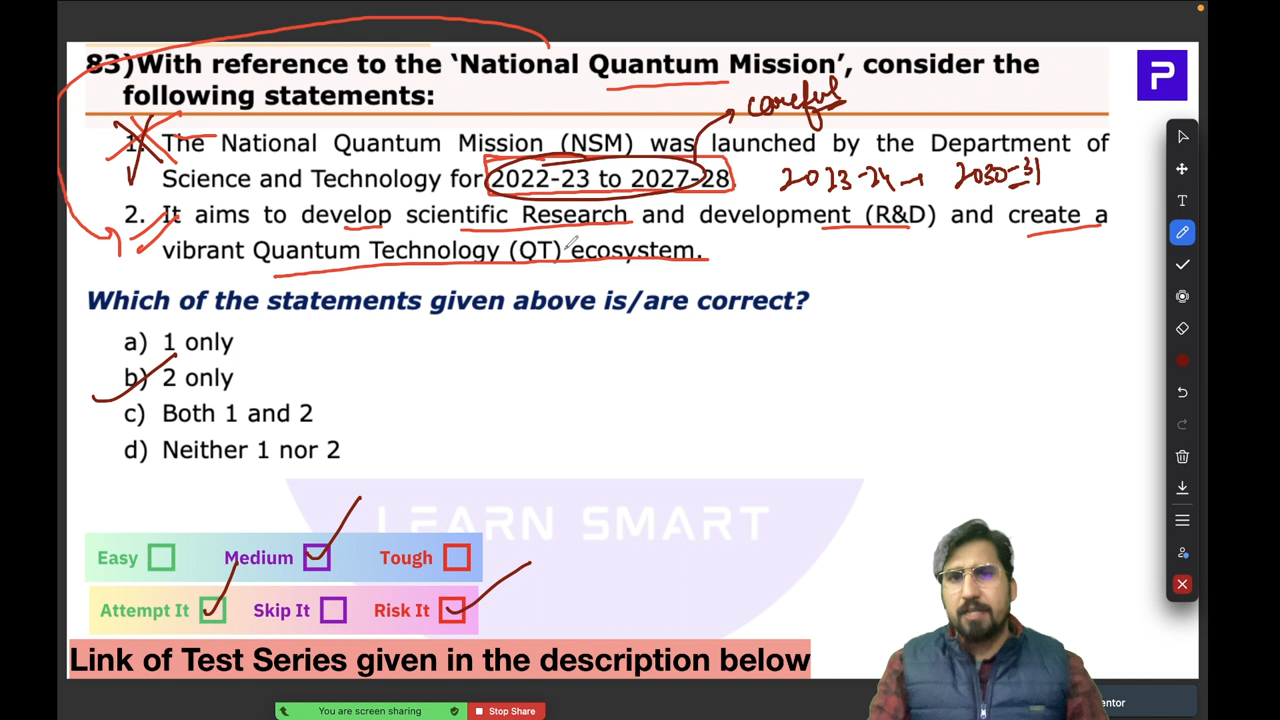 83)With reference to the ‘National Quantum Mission’, consider the
following statements:
careful
1. The National Quantum Mission (NSM) was launched by the Department of
Science and Technology for 2022-23 to 2027-28.
2023-24 → 2030-31
2. It aims to develop scientific Research and development (R&D) and create a
vibrant Quantum Technology (QT) ecosystem.
Which of the statements given above is/are correct?
a) 1 only
b) 2 only
c) Both 1 and 2
d) Neither 1 nor 2
LEARN SMART
Easy Medium Tough
Attempt It Skip It Risk It
Link of Test Series given in the description below
entor
You are screen sharing Stop Share